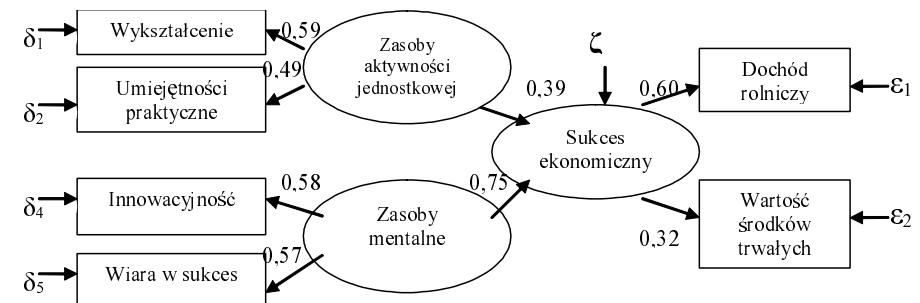 δ1
Wykształcenie
0,59
Zasoby
aktywności
jednostkowej
δ2
Umiejętności
praktyczne
0,49
0,39
ζ
Sukces
ekonomiczny
0,60
Dochód
rolniczy
ε1
δ4
Innowacyjność
0,58
Zasoby
mentalne
0,75
δ5
Wiara w sukces
0,57
0,32
Wartość
środków
trwałych
ε2